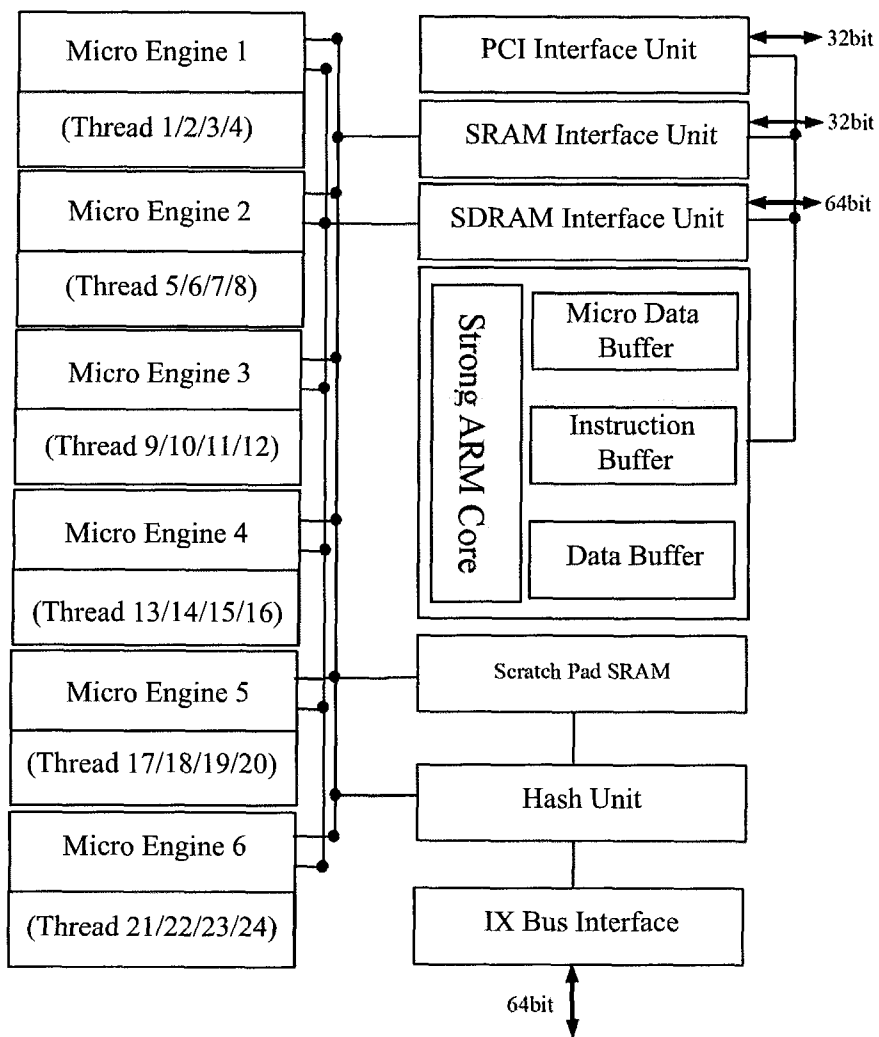 Micro Engine 1
(Thread 1/2/3/4)
Micro Engine 2
(Thread 5/6/7/8)
Micro Engine 3
(Thread 9/10/11/12)
Micro Engine 4
(Thread 13/14/15/16)
Micro Engine 5
(Thread 17/18/19/20)
Micro Engine 6
(Thread 21/22/23/24)
PCI Interface Unit
32bit
SRAM Interface Unit
32bit
SDRAM Interface Unit
64bit
Strong ARM Core
Micro Data
Buffer
Instruction
Buffer
Data Buffer
Scratch Pad SRAM
Hash Unit
IX Bus Interface
64bit